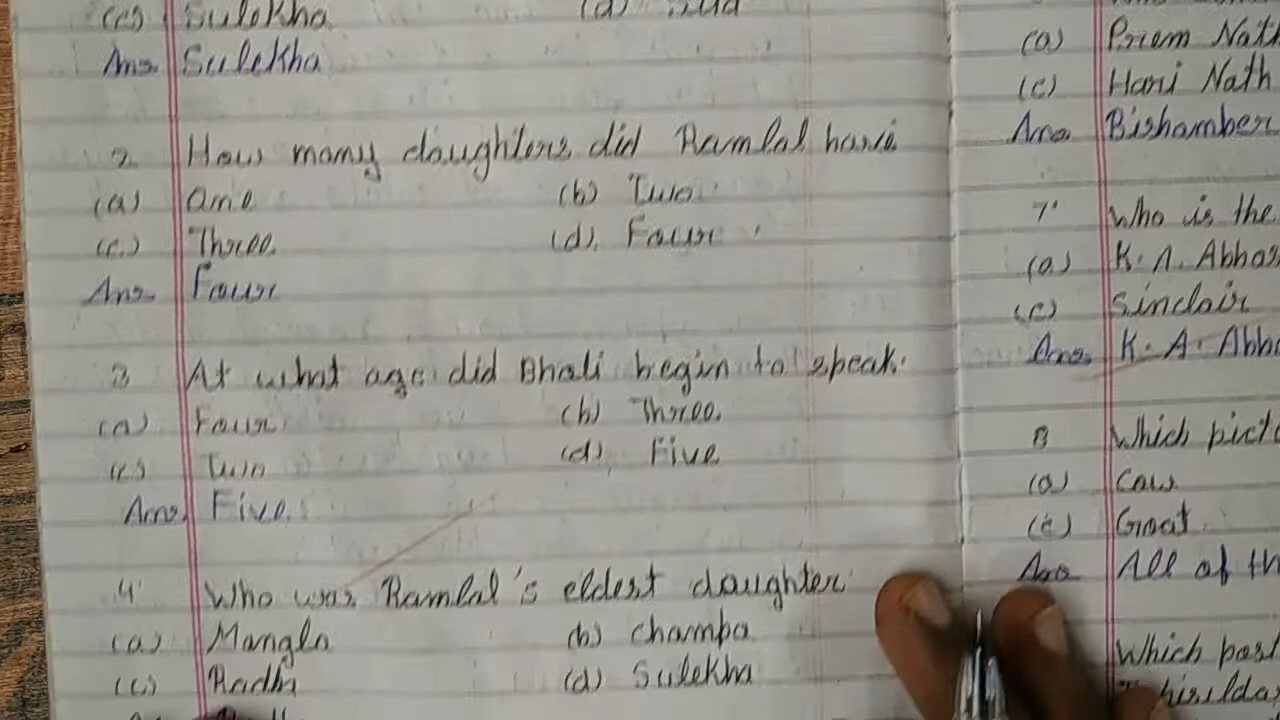 (c) Sulekha
Ans. Sulekha
2 How many daughters did Ramlal have
(a) One (b) Two
(c) Three. (d) Four
Ans. Four
3 At what age did Bholi begin to speak.
(a) Four (b) Three.
(c) Two (d) Five
Ans. Five.
4 Who was Ramlal's eldest daughter
(a) Mangla (b) Champa
(c) Radha (d) Sulekha
(a) Prem Nath
(c) Hari Nath
Ans. Bishamber
7. Who is the
(a) K. A. Abbas
(c) Sinclair
Ans. K. A. Abb
8 Which pict
(a) Cow
(c) Goat
Ans All of th
Which post